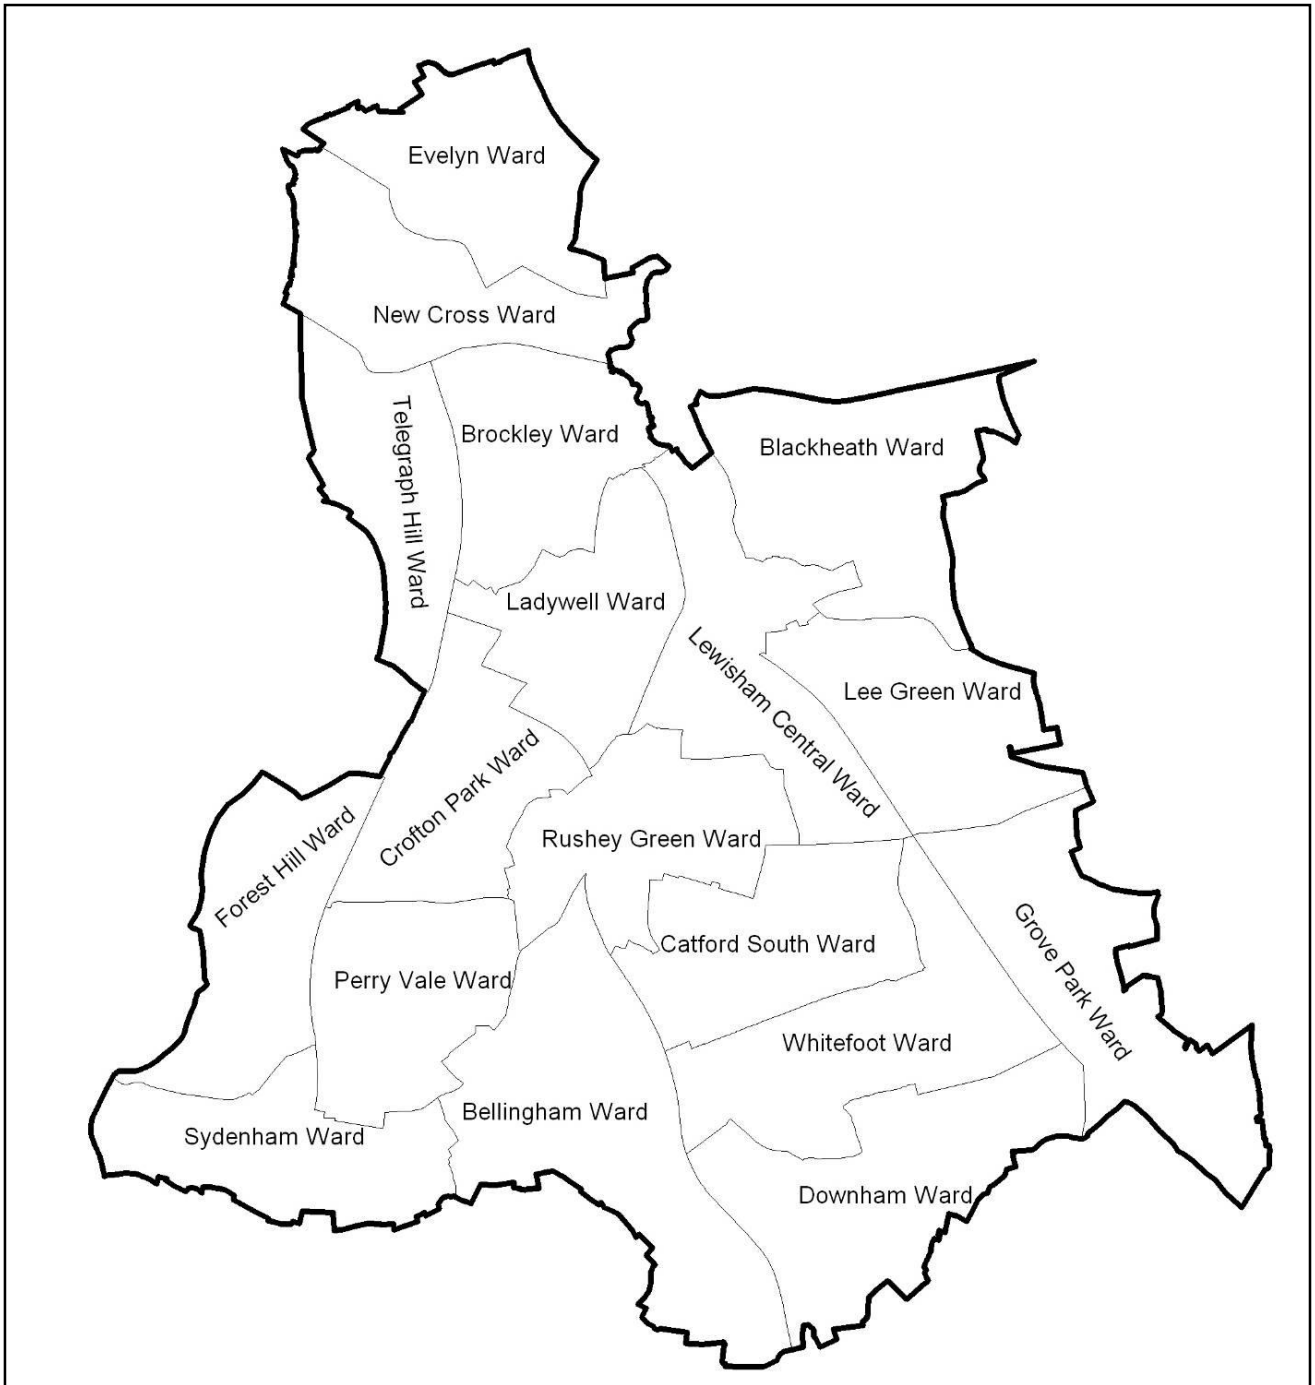 Evelyn Ward
New Cross Ward
Telegraph Hill Ward
Brockley Ward
Blackheath Ward
Ladywell Ward
Lewisham Central Ward
Lee Green Ward
Crofton Park Ward
Forest Hill Ward
Rushey Green Ward
Catford South Ward
Grove Park Ward
Perry Vale Ward
Whitefoot Ward
Bellingham Ward
Sydenham Ward
Downham Ward